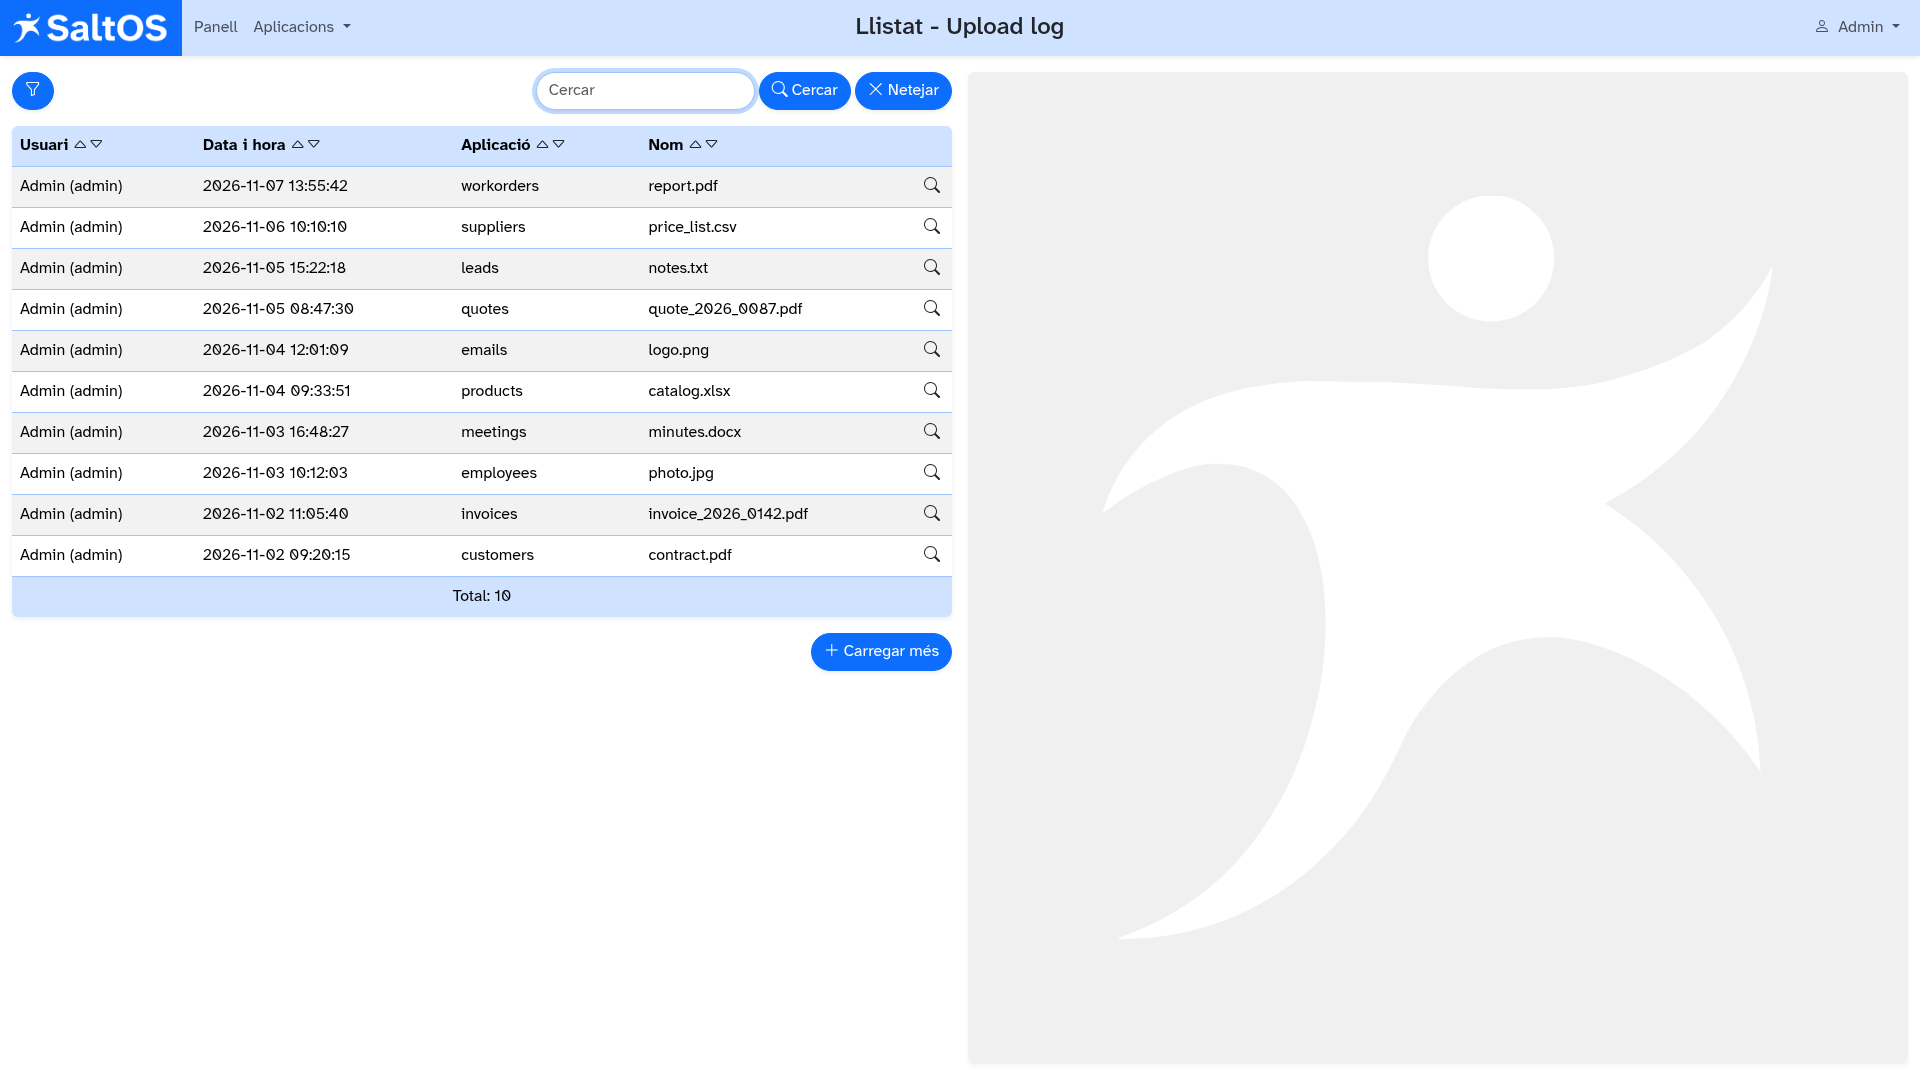 SaltOS Panell Aplicacions Llistat - Upload log Admin
Cercar Cercar Netejar
Usuari Data i hora Aplicació Nom
Admin (admin) 2026-11-07 13:55:42 workorders report.pdf
Admin (admin) 2026-11-06 10:10:10 suppliers price_list.csv
Admin (admin) 2026-11-05 15:22:18 leads notes.txt
Admin (admin) 2026-11-05 08:47:30 quotes quote_2026_0087.pdf
Admin (admin) 2026-11-04 12:01:09 emails logo.png
Admin (admin) 2026-11-04 09:33:51 products catalog.xlsx
Admin (admin) 2026-11-03 16:48:27 meetings minutes.docx
Admin (admin) 2026-11-03 10:12:03 employees photo.jpg
Admin (admin) 2026-11-02 11:05:40 invoices invoice_2026_0142.pdf
Admin (admin) 2026-11-02 09:20:15 customers contract.pdf
Total: 10
Carregar més